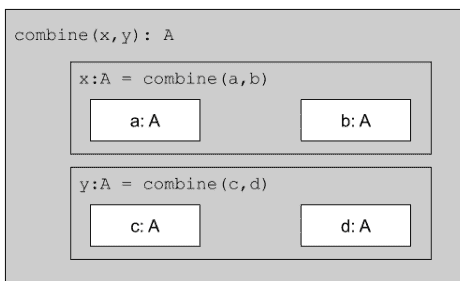 combine(x,y): A
x:A = combine(a,b)
a: A b: A
y:A = combine(c,d)
c: A d: A